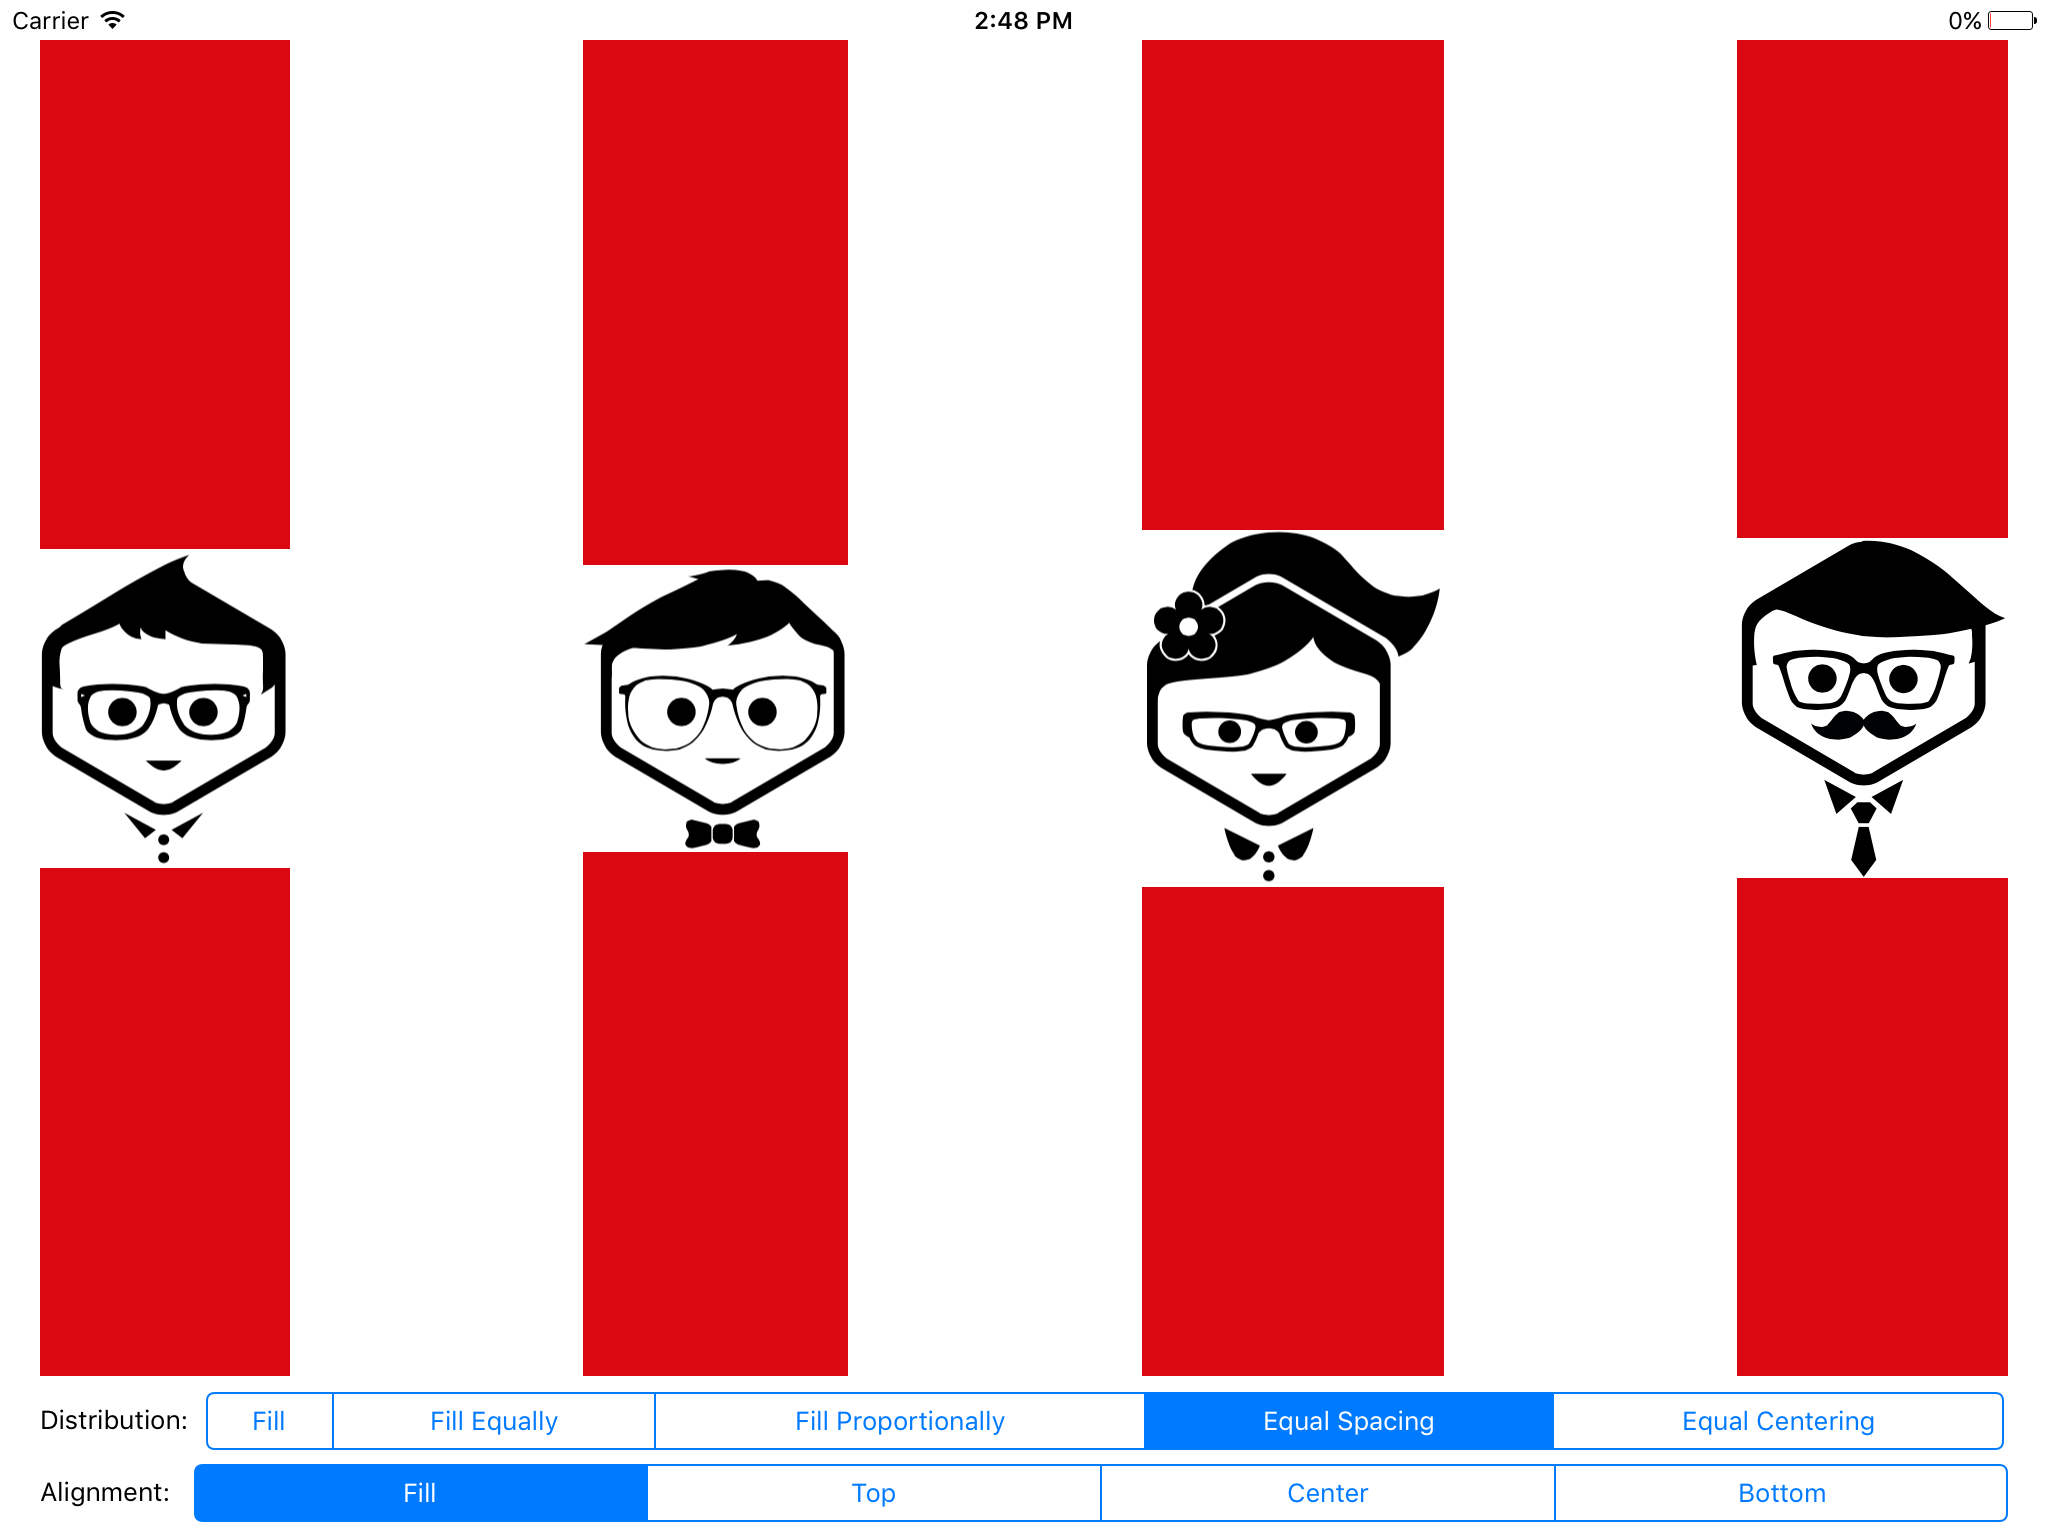 Carrier 2:48 PM 0%
Distribution: Fill Fill Equally Fill Proportionally Equal Spacing Equal Centering
Alignment: Fill Top Center Bottom